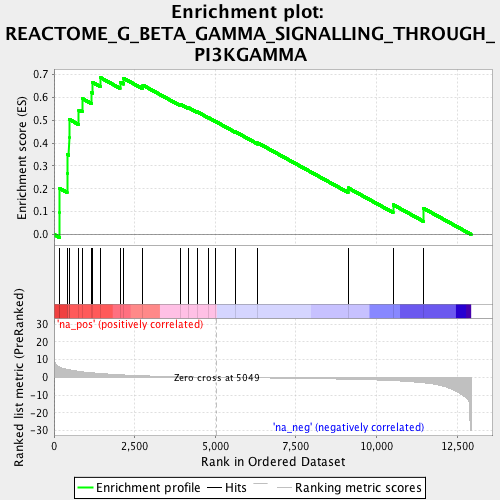 Enrichment plot:
REACTOME_G_BETA_GAMMA_SIGNALLING_THROUGH_
PI3KGAMMA
Enrichment score (ES)
0.7
0.6
0.5
0.4
0.3
0.2
0.1
0.0
'na_pos' (positively correlated)
Ranked list metric (PreRanked)
30
20
10
0
-10
-20
-30
Zero cross at 5049
'na_neg' (negatively correlated)
0
2,500
5,000
7,500
10,000
12,500
Rank in Ordered Dataset
Enrichment profile
Hits
Ranking metric scores